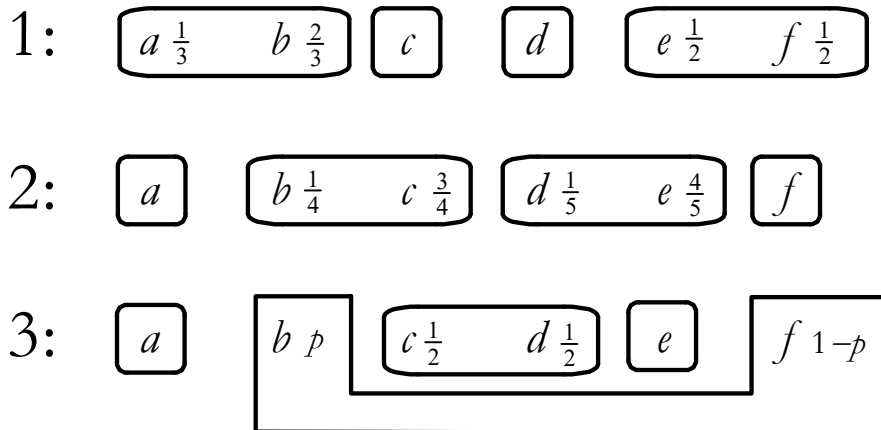 1: a 1/3 b 2/3 c d e 1/2 f 1/2
2: a b 1/4 c 3/4 d 1/5 e 4/5 f
3: a b p c 1/2 d 1/2 e f 1−p